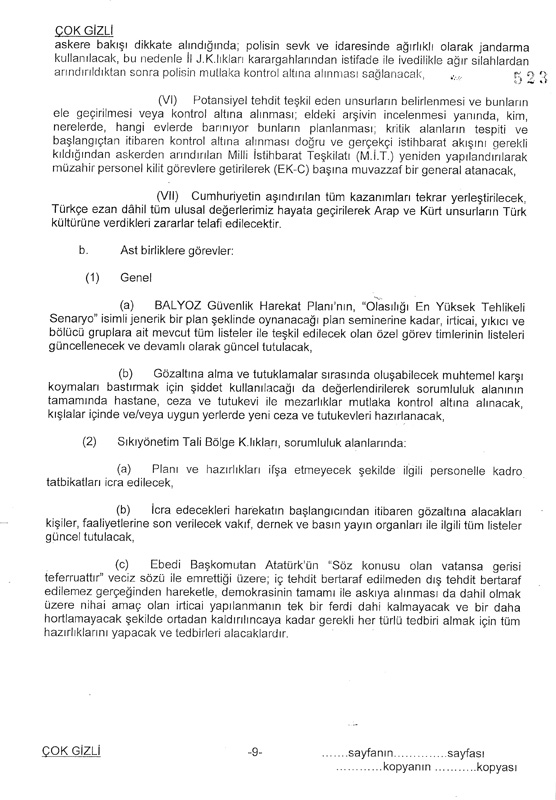 ÇOK GİZLİ
askere bakışı dikkate alındığında; polisin sevk ve idaresinde ağırlıklı olarak jandarma
kullanılacak, bu nedenle İl J.K.lıkları karargahlarından istifade ile ivedilikle ağır silahlardan
arındırıldıktan sonra polisin mutlaka kontrol altına alınması sağlanacak,
523
(VI) Potansiyel tehdit teşkil eden unsurların belirlenmesi ve bunların
ele geçirilmesi veya kontrol altına alınması; eldeki arşivin incelenmesi yanında, kim,
nerelerde, hangi evlerde barınıyor bunların planlanması; kritik alanların tespiti ve
başlangıçtan itibaren kontrol altına alınması doğru ve gerçekçi istihbarat akışını gerekli
kıldığından askerden arındırılan Milli İstihbarat Teşkilatı (M.İ.T.) yeniden yapılandırılarak
müzahir personel kilit görevlere getirilerek (EK-C) başına muvazzaf bir general atanacak,
(VII) Cumhuriyetin aşındırılan tüm kazanımları tekrar yerleştirilecek,
Türkçe ezan dâhil tüm ulusal değerlerimiz hayata geçirilerek Arap ve Kürt unsurların Türk
kültürüne verdikleri zararlar telafi edilecektir.
b. Ast birliklere görevler:
(1) Genel
(a) BALYOZ Güvenlik Harekat Planı'nın, "Olasılığı En Yüksek Tehlikeli
Senaryo" isimli jenerik bir plan şeklinde oynanacağı plan seminerine kadar, irticai, yıkıcı ve
bölücü gruplara ait mevcut tüm listeler ile teşkil edilecek olan özel görev timlerinin listeleri
güncellenecek ve devamlı olarak güncel tutulacak,
(b) Gözaltına alma ve tutuklamalar sırasında oluşabilecek muhtemel karşı
koymaları bastırmak için şiddet kullanılacağı da değerlendirilerek sorumluluk alanının
tamamında hastane, ceza ve tutukevi ile mezarlıklar mutlaka kontrol altına alınacak,
kışlalar içinde ve/veya uygun yerlerde yeni ceza ve tutukevleri hazırlanacak,
(2) Sıkıyönetim Tali Bölge K.lıkları, sorumluluk alanlarında:
(a) Planı ve hazırlıkları ifşa etmeyecek şekilde ilgili personelle kadro
tatbikatları icra edilecek,
(b) İcra edecekleri harekatın başlangıcından itibaren gözaltına alacakları
kişiler, faaliyetlerine son verilecek vakıf, dernek ve basın yayın organları ile ilgili tüm listeler
güncel tutulacak,
(c) Ebedi Başkomutan Atatürk'ün "Söz konusu olan vatansa gerisi
teferruattır" veciz sözü ile emrettiği üzere; iç tehdit bertaraf edilmeden dış tehdit bertaraf
edilemez gerçeğinden hareketle, demokrasinin tamamı ile askıya alınması da dahil olmak
üzere nihai amaç olan irticai yapılanmanın tek bir ferdi dahi kalmayacak ve bir daha
hortlamayacak şekilde ortadan kaldırılıncaya kadar gerekli her türlü tedbiri almak için tüm
hazırlıklarını yapacak ve tedbirleri alacaklardır.
ÇOK GİZLİ
-9-
.......sayfanın..............sayfası
............kopyanın ...........kopyası